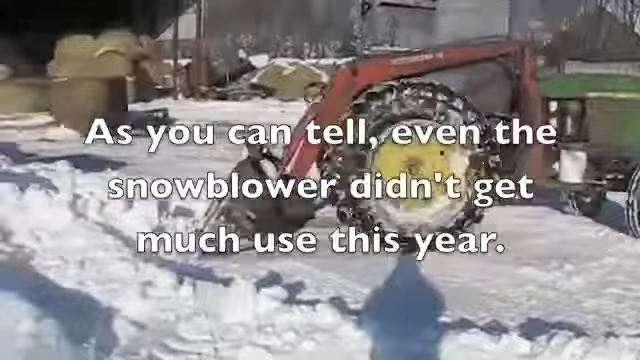 As you can tell, even the
snowblower didn't get
much use this year.